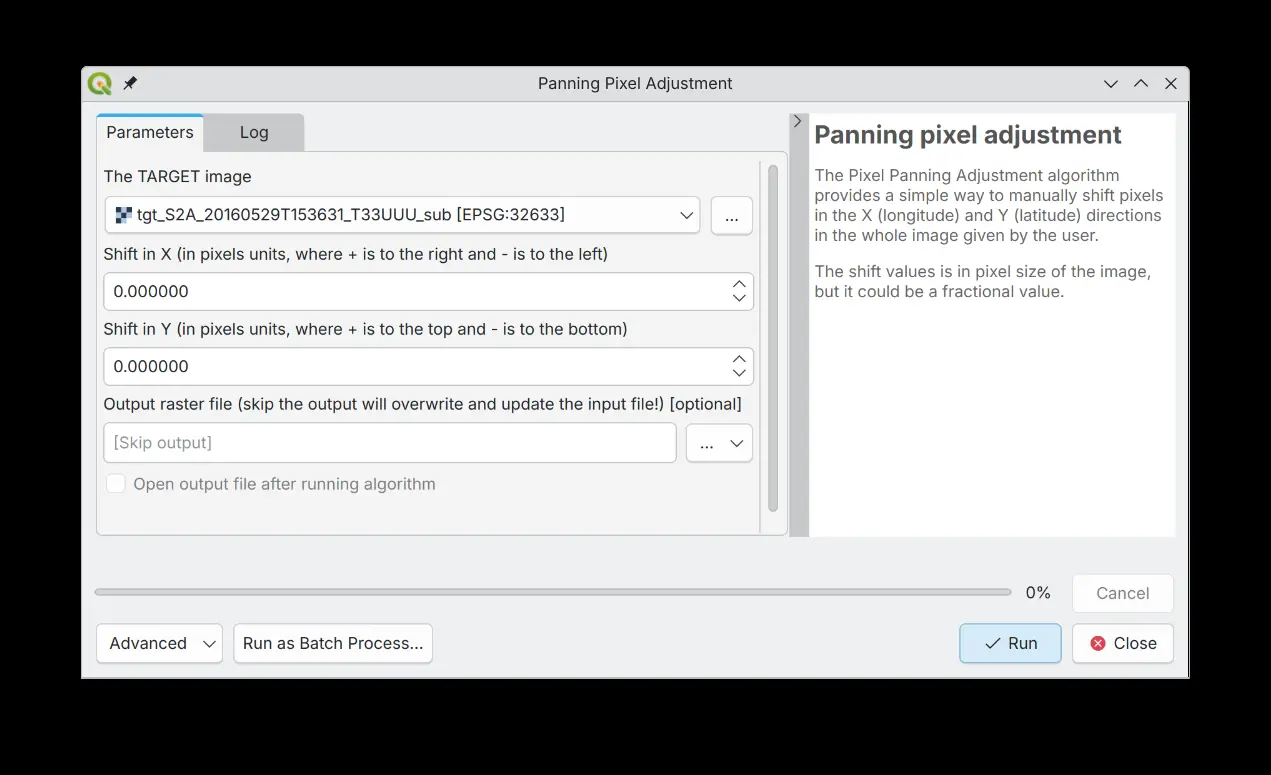 Panning Pixel Adjustment
Parameters
Log
The TARGET image
tgt_S2A_20160529T153631_T33UUU_sub [EPSG:32633]
...
Shift in X (in pixels units, where + is to the right and - is to the left)
0.000000
Shift in Y (in pixels units, where + is to the top and - is to the bottom)
0.000000
Output raster file (skip the output will overwrite and update the input file!) [optional]
[Skip output]
...
Open output file after running algorithm
Panning pixel adjustment
The Pixel Panning Adjustment algorithm
provides a simple way to manually shift pixels
in the X (longitude) and Y (latitude) directions
in the whole image given by the user.
The shift values is in pixel size of the image,
but it could be a fractional value.
0%
Cancel
Advanced
Run as Batch Process...
Run
Close